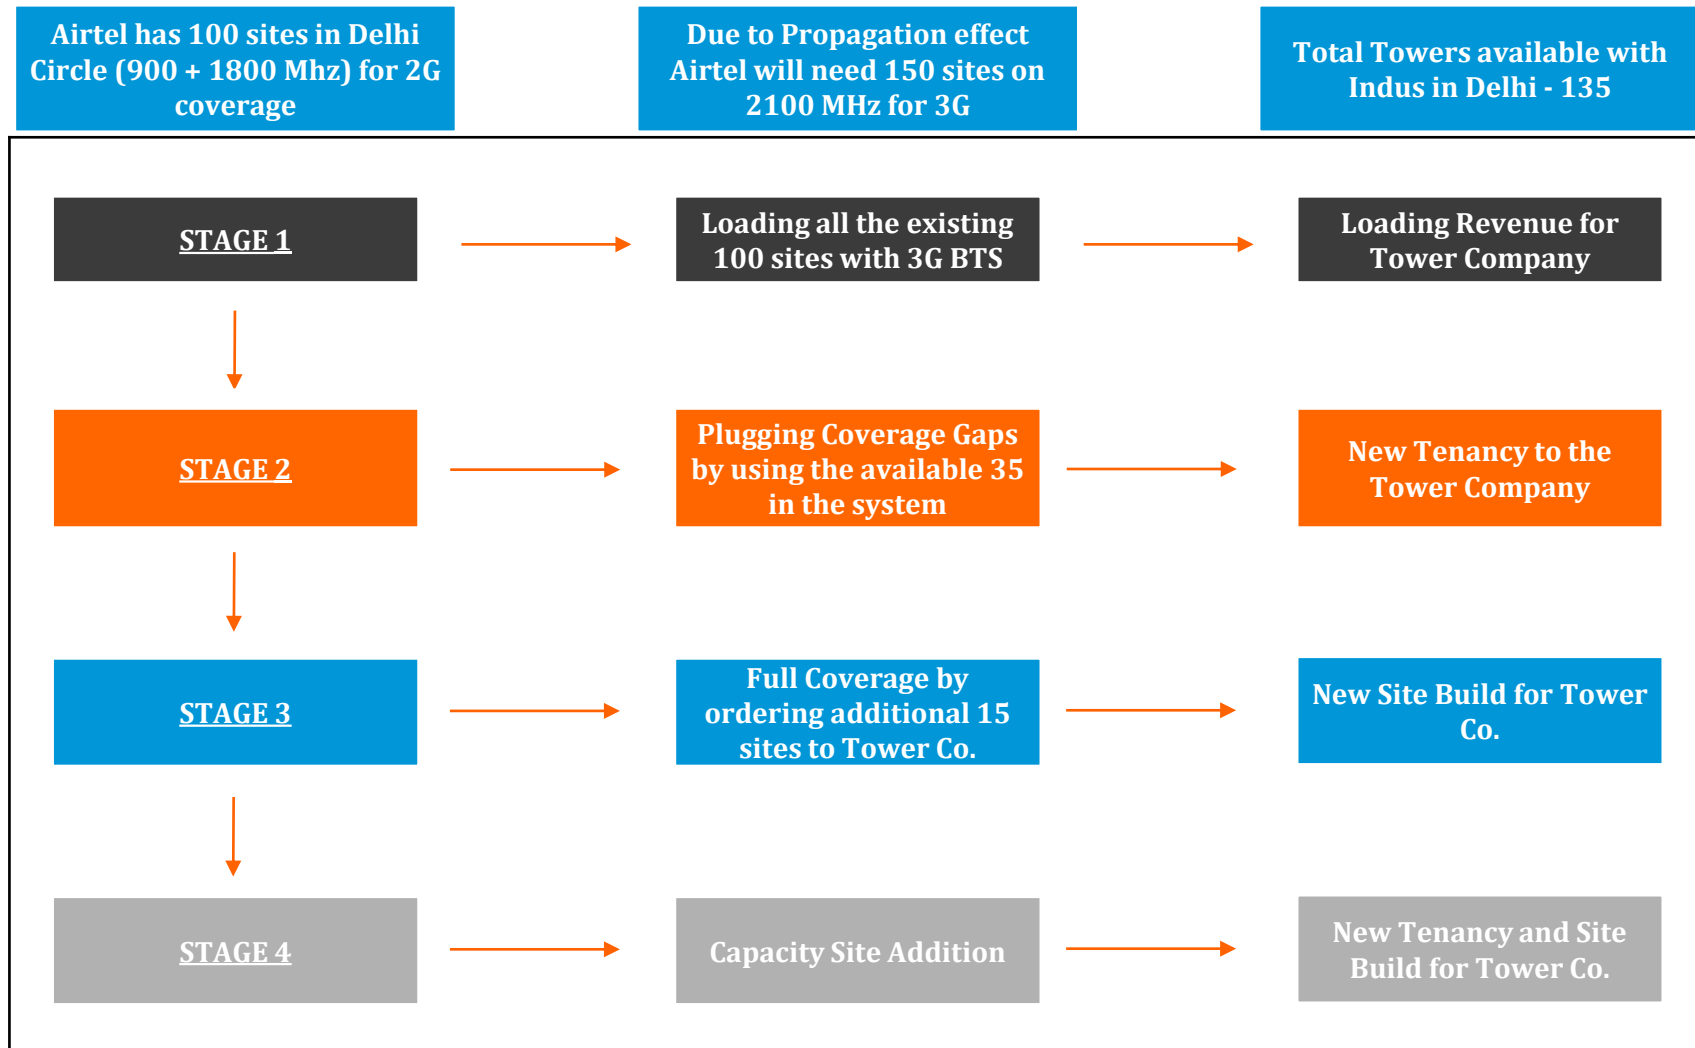 Airtel has 100 sites in Delhi
Circle (900 + 1800 Mhz) for 2G
coverage
Due to Propagation effect
Airtel will need 150 sites on
2100 MHz for 3G
Total Towers available with
Indus in Delhi - 135
STAGE 1
Loading all the existing
100 sites with 3G BTS
Loading Revenue for
Tower Company
STAGE 2
Plugging Coverage Gaps
by using the available 35
in the system
New Tenancy to the
Tower Company
STAGE 3
Full Coverage by
ordering additional 15
sites to Tower Co.
New Site Build for Tower
Co.
STAGE 4
Capacity Site Addition
New Tenancy and Site
Build for Tower Co.